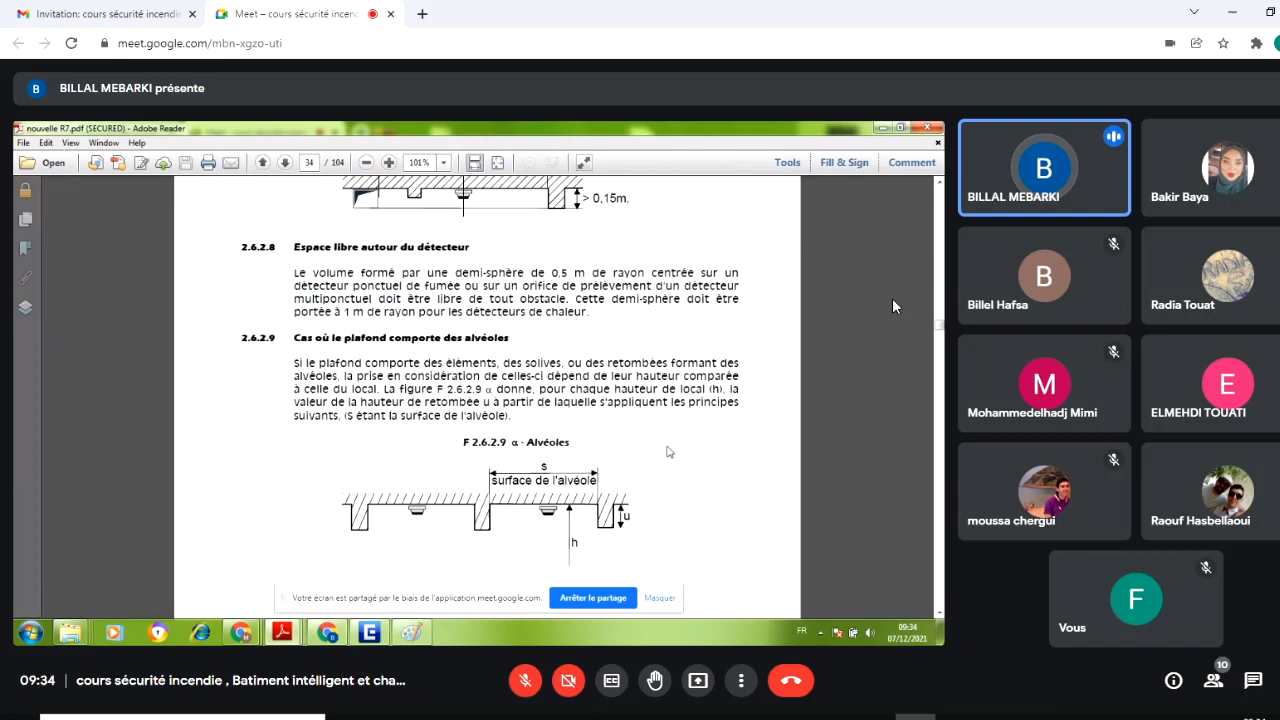 Invitation: cours sécurité incendie
Meet – cours sécurité incend
meet.google.com/mbn-xgzo-uti
B
BILLAL MEBARKI présente
nouvelle R7.pdf (SECURED) - Adobe Reader
File Edit View Window Help
Open 34 / 104 101% Tools Fill & Sign Comment
> 0,15m.
2.6.2.8 Espace libre autour du détecteur
Le volume formé par une demi-sphère de 0,5 m de rayon centrée sur un
détecteur ponctuel de fumée ou sur un orifice de prélèvement d'un détecteur
multiponctuel doit être libre de tout obstacle. Cette demi-sphère doit être
portée à 1 m de rayon pour les détecteurs de chaleur.
2.6.2.9 Cas où le plafond comporte des alvéoles
Si le plafond comporte des éléments, des solives, ou des retombées formant des
alvéoles, la prise en considération de celles-ci dépend de leur hauteur comparée
à celle du local. La figure F 2.6.2.9 α donne, pour chaque hauteur de local (h), la
valeur de la hauteur de retombée u à partir de laquelle s'appliquent les principes
suivants, (S étant la surface de l'alvéole).
F 2.6.2.9 α - Alvéoles
s
surface de l'alvéole
u
h
Votre écran est partagé par le biais de l'application meet.google.com. Arrêter le partage Masquer
FR 09:34
07/12/2021
B
BILLAL MEBARKI
Bakir Baya
B
Billel Hafsa
Radia Touat
M
Mohammedelhadj Mimi
E
ELMEHDI TOUATI
moussa chergui
Raouf Hasbellaoui
F
Vous
09:34 | cours sécurité incendie , Batiment intélligent et cha...
10